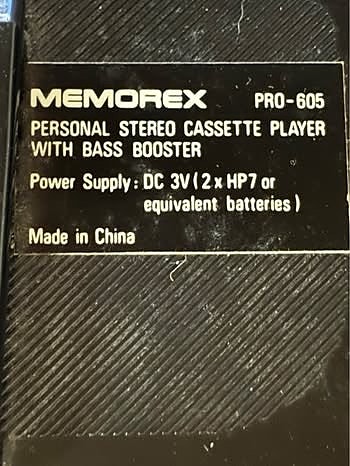 MEMOREX PRO-605
PERSONAL STEREO CASSETTE PLAYER
WITH BASS BOOSTER
Power Supply: DC 3V (2 x HP7 or
equivalent batteries)
Made in China